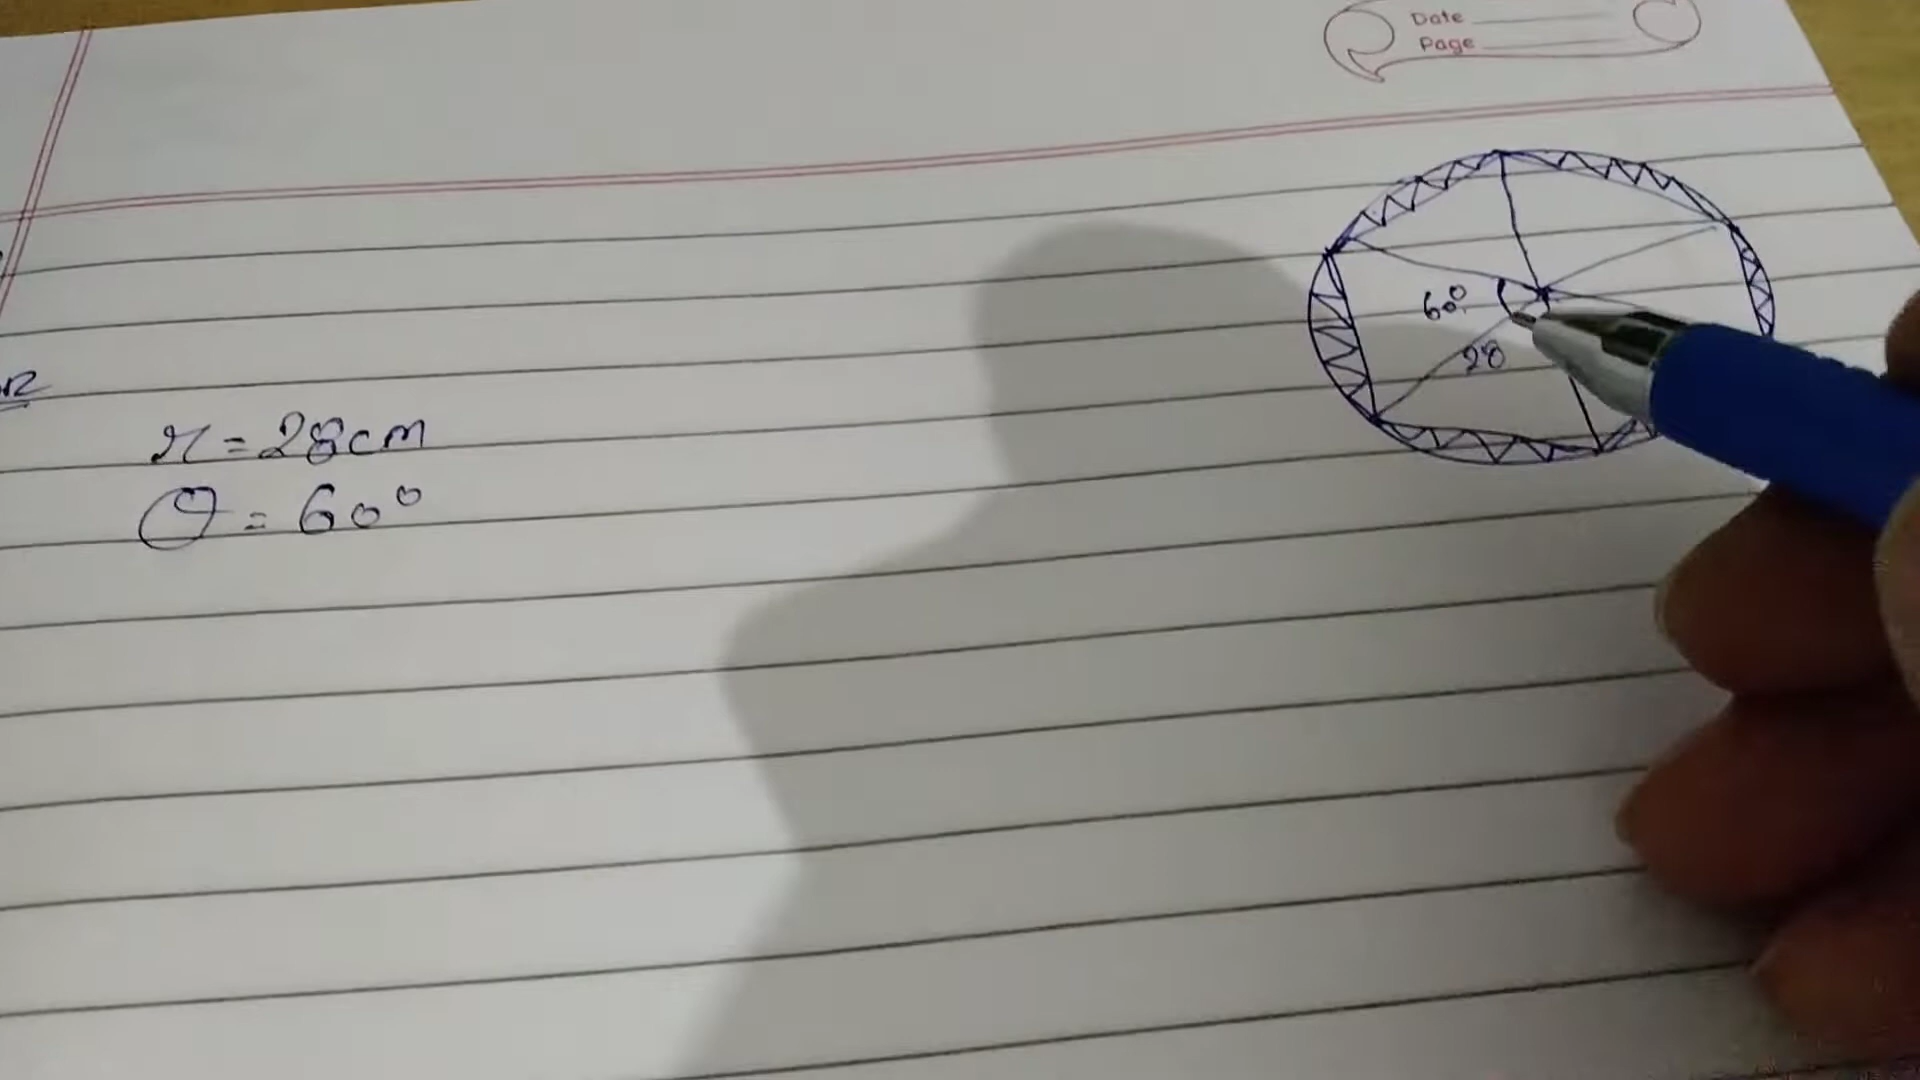 Date
Page
60°
28
r = 28cm
θ = 60°